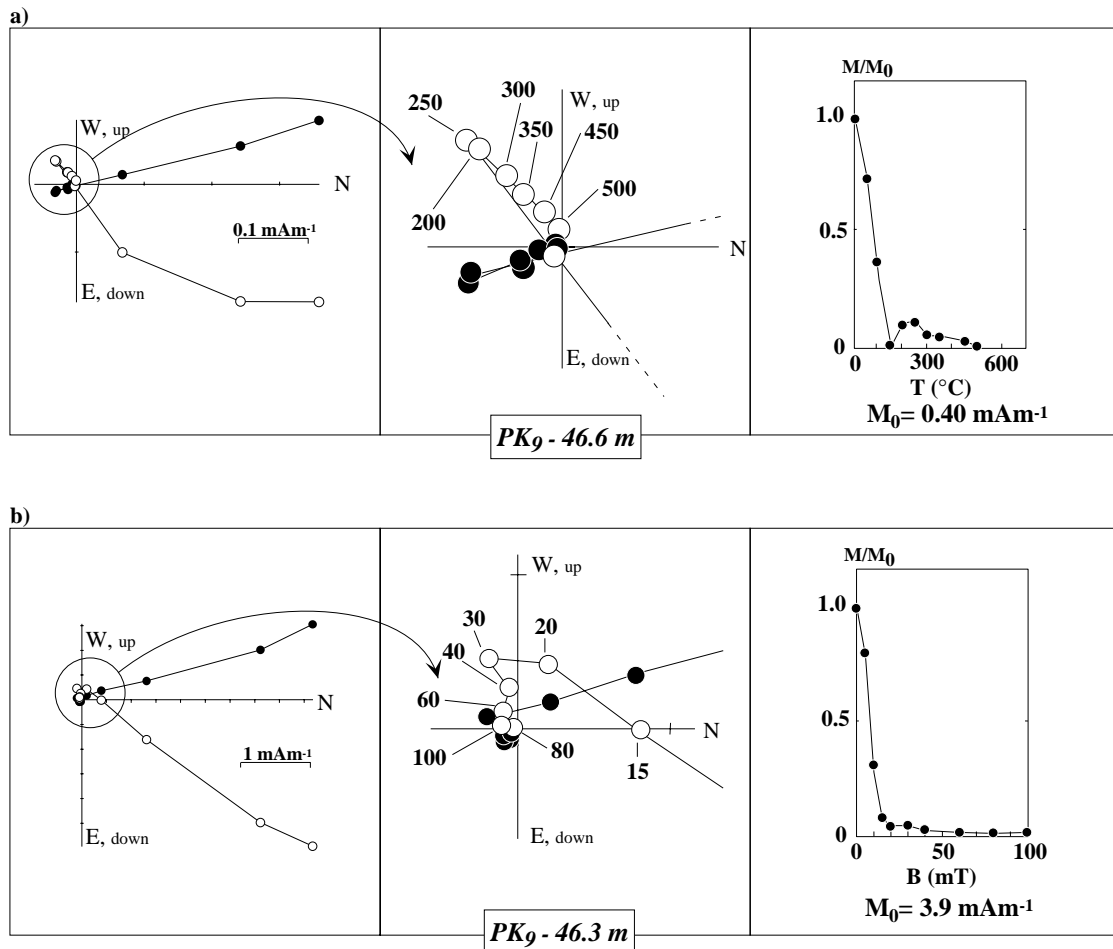 a)
W, up
N
0.1 mAm-1
E, down
250
300
350
450
500
200
W, up
N
E, down
M/M0
1.0
0.5
0
0 300 600
T (°C)
M0= 0.40 mAm-1
PK9 - 46.6 m
b)
W, up
N
1 mAm-1
E, down
W, up
30
20
40
60
N
100
80
15
E, down
M/M0
1.0
0.5
0
0 50 100
B (mT)
M0= 3.9 mAm-1
PK9 - 46.3 m